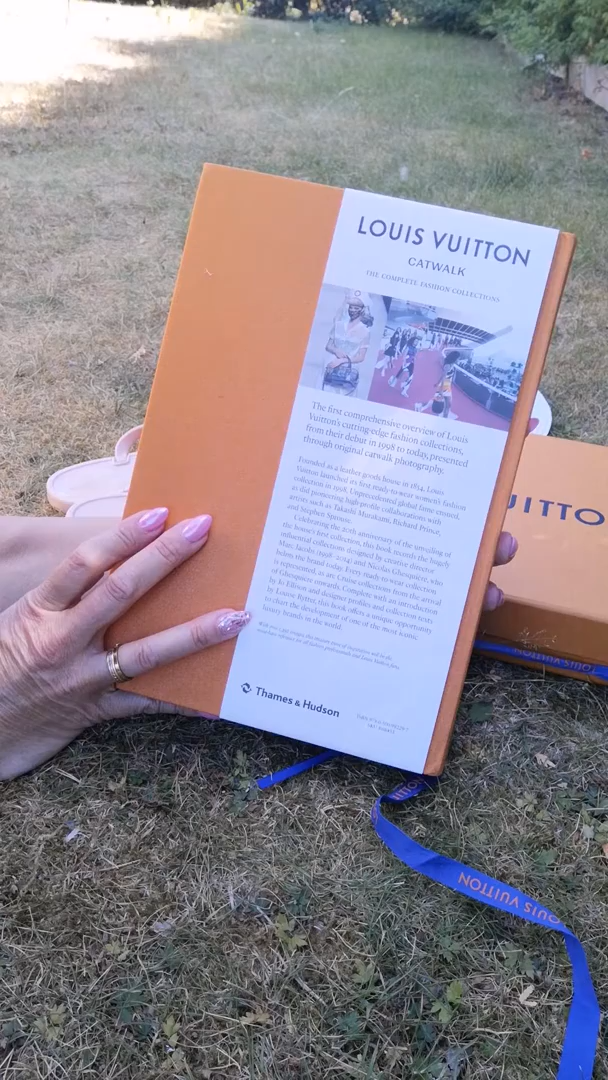 LOUIS VUITTON
CATWALK
THE COMPLETE FASHION COLLECTIONS
The first comprehensive overview of Louis
Vuitton's cutting-edge fashion collections,
from their debut in 1998 to today, presented
through original catwalk photography.
Founded as a leather goods house in 1854, Louis
Vuitton launched its first ready-to-wear women's fashion
collection in 1998. Unprecedented global fame ensued,
as did pioneering high-profile collaborations with
artists such as Takashi Murakami, Richard Prince,
and Stephen Sprouse.
Celebrating the 20th anniversary of the unveiling of
the house's first collection, this book records the hugely
influential collections designed by creative directors
Marc Jacobs (1998–2014) and Nicolas Ghesquière, who
helms the brand today. Every ready-to-wear collection
is represented, as are Cruise collections from the arrival
of Ghesquière onwards. Complete with an introduction
by Jo Ellison and designer profiles and collection texts
by Louise Rytter, this book offers a unique opportunity
to chart the development of one of the most iconic
luxury brands in the world.
Thames & Hudson
UITTO
LOUIS VUITTON
LOUIS VUITTON